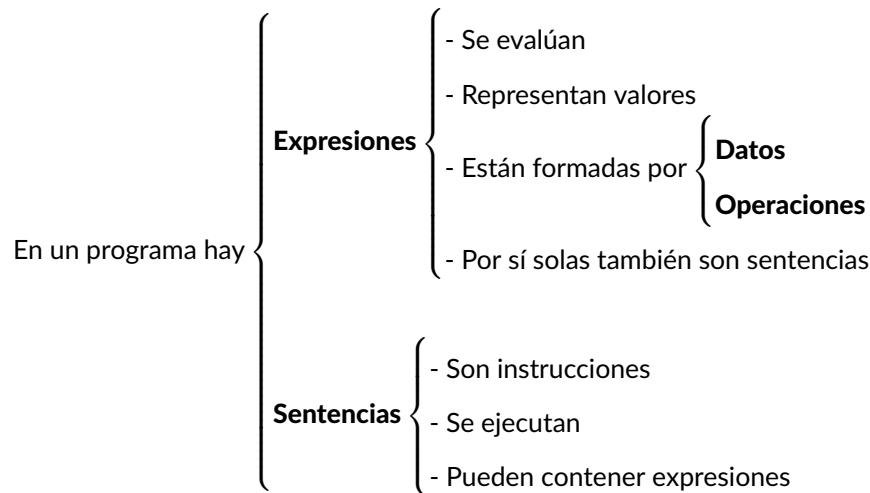 En un programa hay
Expresiones
- Se evalúan
- Representan valores
- Están formadas por
Datos
Operaciones
- Por sí solas también son sentencias
Sentencias
- Son instrucciones
- Se ejecutan
- Pueden contener expresiones